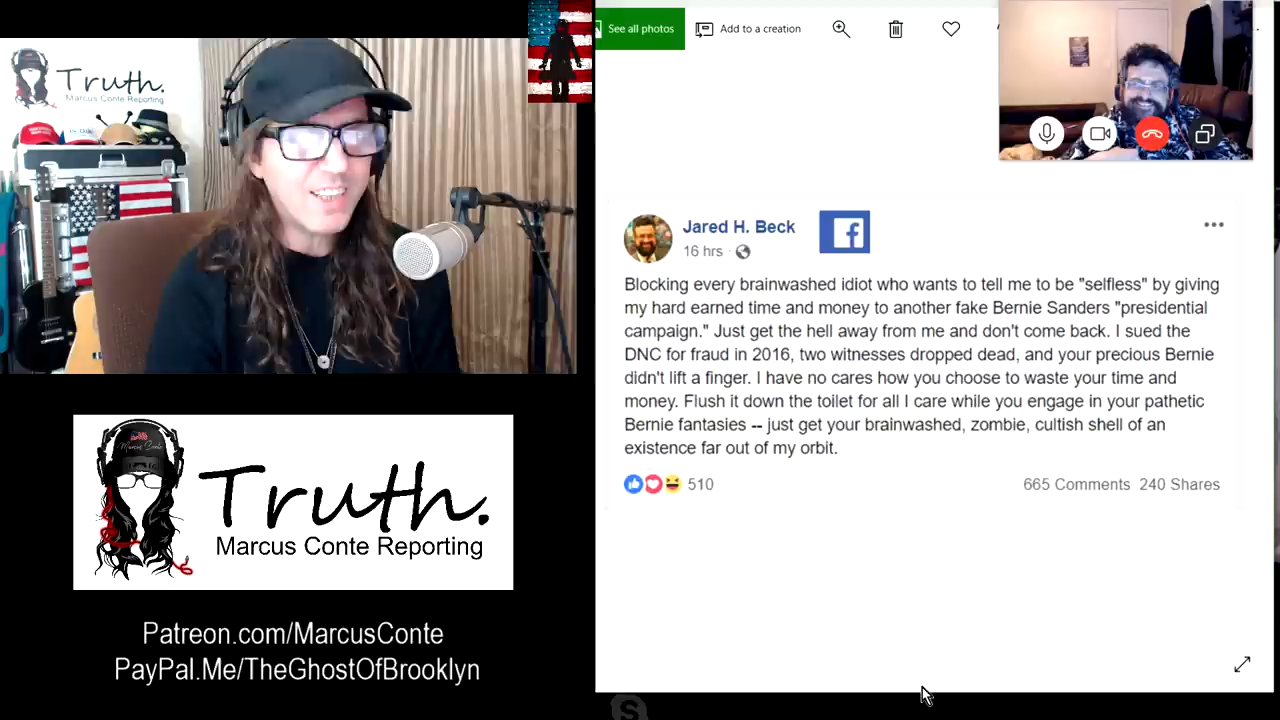 Truth.
Marcus Conte Reporting
See all photos
Add to a creation
Jared H. Beck
16 hrs
Blocking every brainwashed idiot who wants to tell me to be "selfless" by giving
my hard earned time and money to another fake Bernie Sanders "presidential
campaign." Just get the hell away from me and don't come back. I sued the
DNC for fraud in 2016, two witnesses dropped dead, and your precious Bernie
didn't lift a finger. I have no cares how you choose to waste your time and
money. Flush it down the toilet for all I care while you engage in your pathetic
Bernie fantasies -- just get your brainwashed, zombie, cultish shell of an
existence far out of my orbit.
510
665 Comments 240 Shares
Marcus Conte
Truth.
Marcus Conte Reporting
Patreon.com/MarcusConte
PayPal.Me/TheGhostOfBrooklyn
S